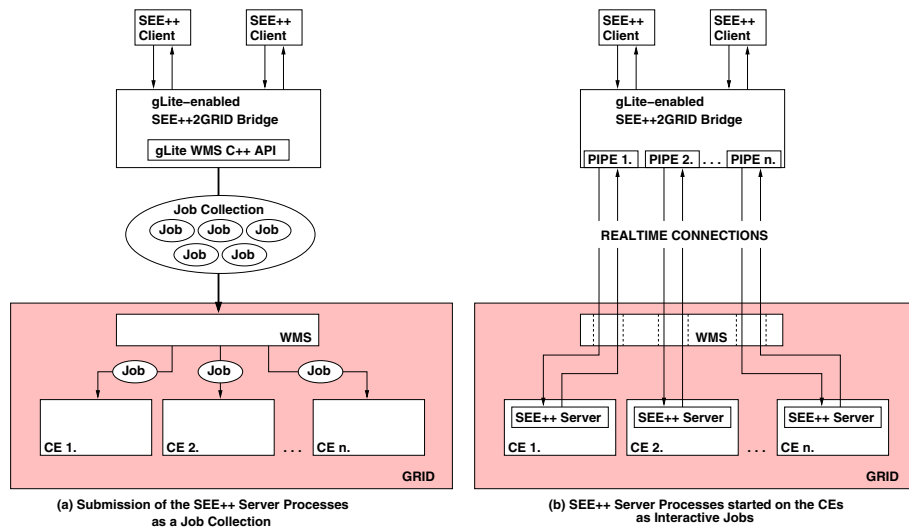 SEE++
Client
SEE++
Client
gLite−enabled
SEE++2GRID Bridge
gLite WMS C++ API
Job Collection
Job Job Job
Job Job
WMS
Job Job Job
CE 1. CE 2. . . . CE n.
GRID
(a) Submission of the SEE++ Server Processes
as a Job Collection
SEE++
Client
SEE++
Client
gLite−enabled
SEE++2GRID Bridge
PIPE 1. PIPE 2. . . . PIPE n.
REALTIME CONNECTIONS
WMS
SEE++ Server SEE++ Server SEE++ Server
CE 1. CE 2. . . . CE n.
GRID
(b) SEE++ Server Processes started on the CEs
as Interactive Jobs